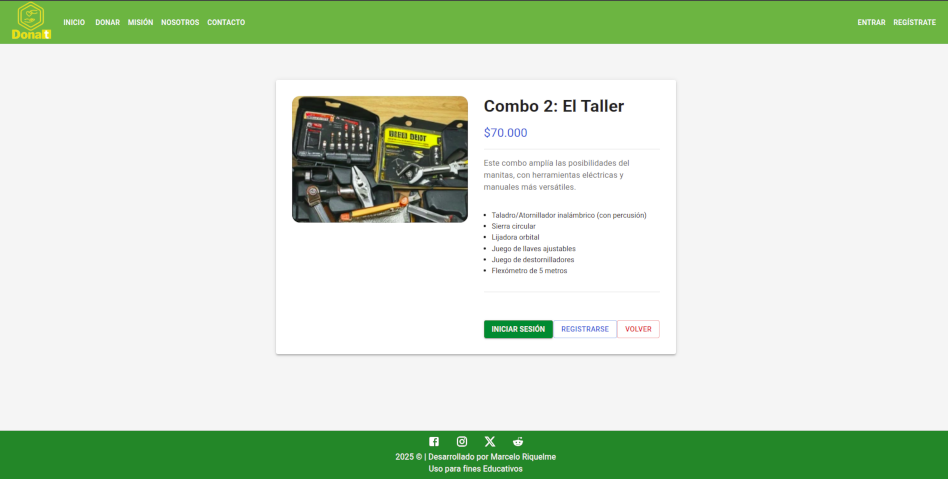 Donaït
INICIO DONAR MISIÓN NOSOTROS CONTACTO
ENTRAR REGÍSTRATE
Combo 2: El Taller
$70.000
Este combo amplía las posibilidades del
manitas, con herramientas eléctricas y
manuales más versátiles.
Taladro/Atornillador inalámbrico (con percusión)
Sierra circular
Lijadora orbital
Juego de llaves ajustables
Juego de destornilladores
Flexómetro de 5 metros
INICIAR SESIÓN REGISTRARSE VOLVER
2025 © | Desarrollado por Marcelo Riquelme
Uso para fines Educativos